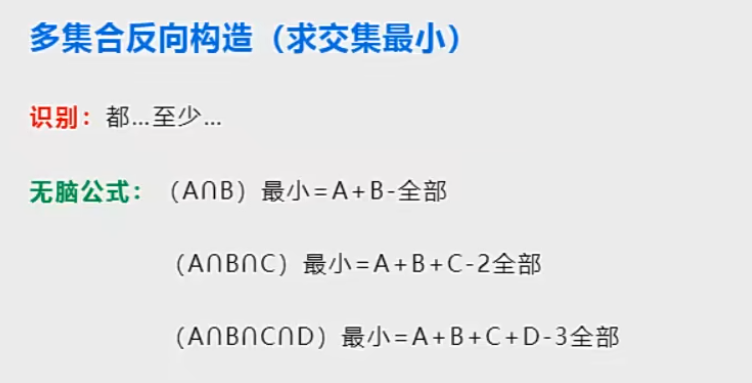 多集合反向构造（求交集最小）
识别：都...至少...
无脑公式：（A∩B）最小=A+B-全部
（A∩B∩C）最小=A+B+C-2全部
（A∩B∩C∩D）最小=A+B+C+D-3全部